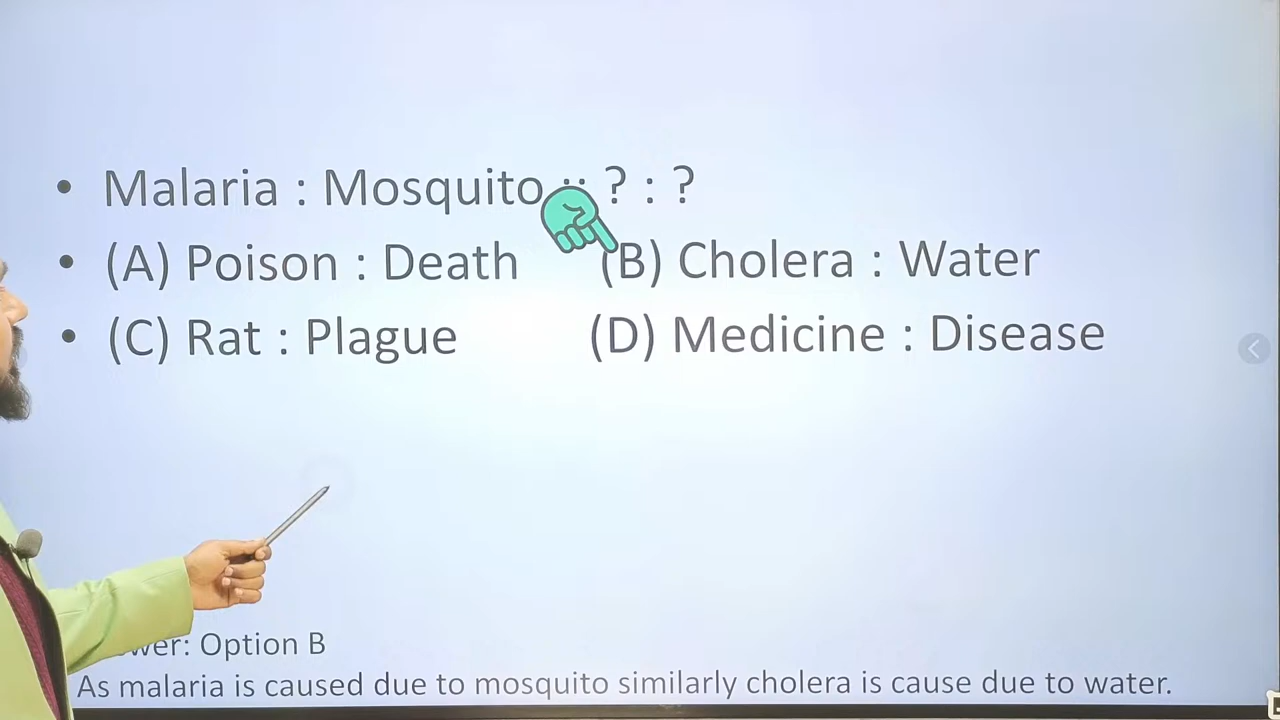 • Malaria : Mosquito :: ? : ?
• (A) Poison : Death (B) Cholera : Water
• (C) Rat : Plague (D) Medicine : Disease
Option B
As malaria is caused due to mosquito similarly cholera is cause due to water.